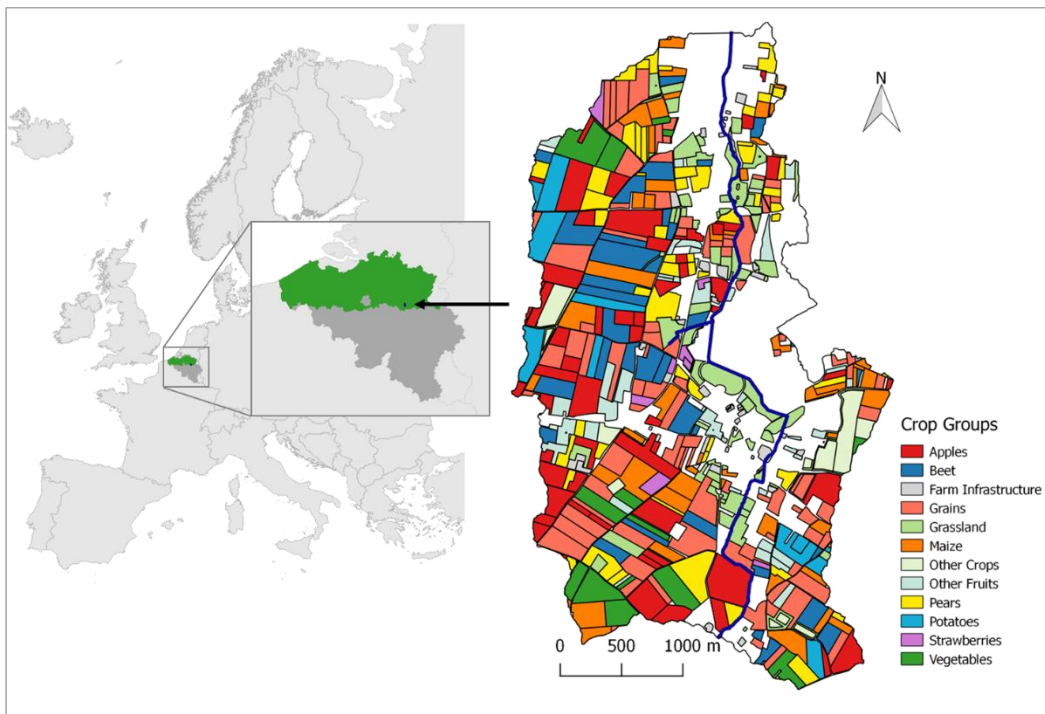 N
Crop Groups
Apples
Beet
Farm Infrastructure
Grains
Grassland
Maize
Other Crops
Other Fruits
Pears
Potatoes
Strawberries
Vegetables
0 500 1000 m